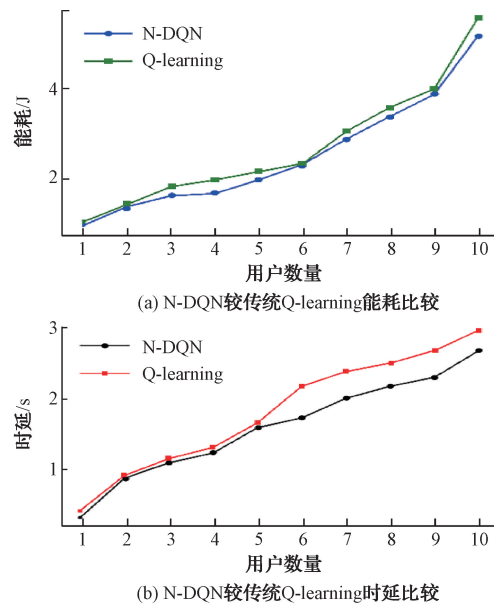 N-DQN
Q-learning
4
2
能耗/J
1 2 3 4 5 6 7 8 9 10
用户数量
(a) N-DQN较传统Q-learning能耗比较
3
N-DQN
Q-learning
2
1
时延/s
1 2 3 4 5 6 7 8 9 10
用户数量
(b) N-DQN较传统Q-learning时延比较